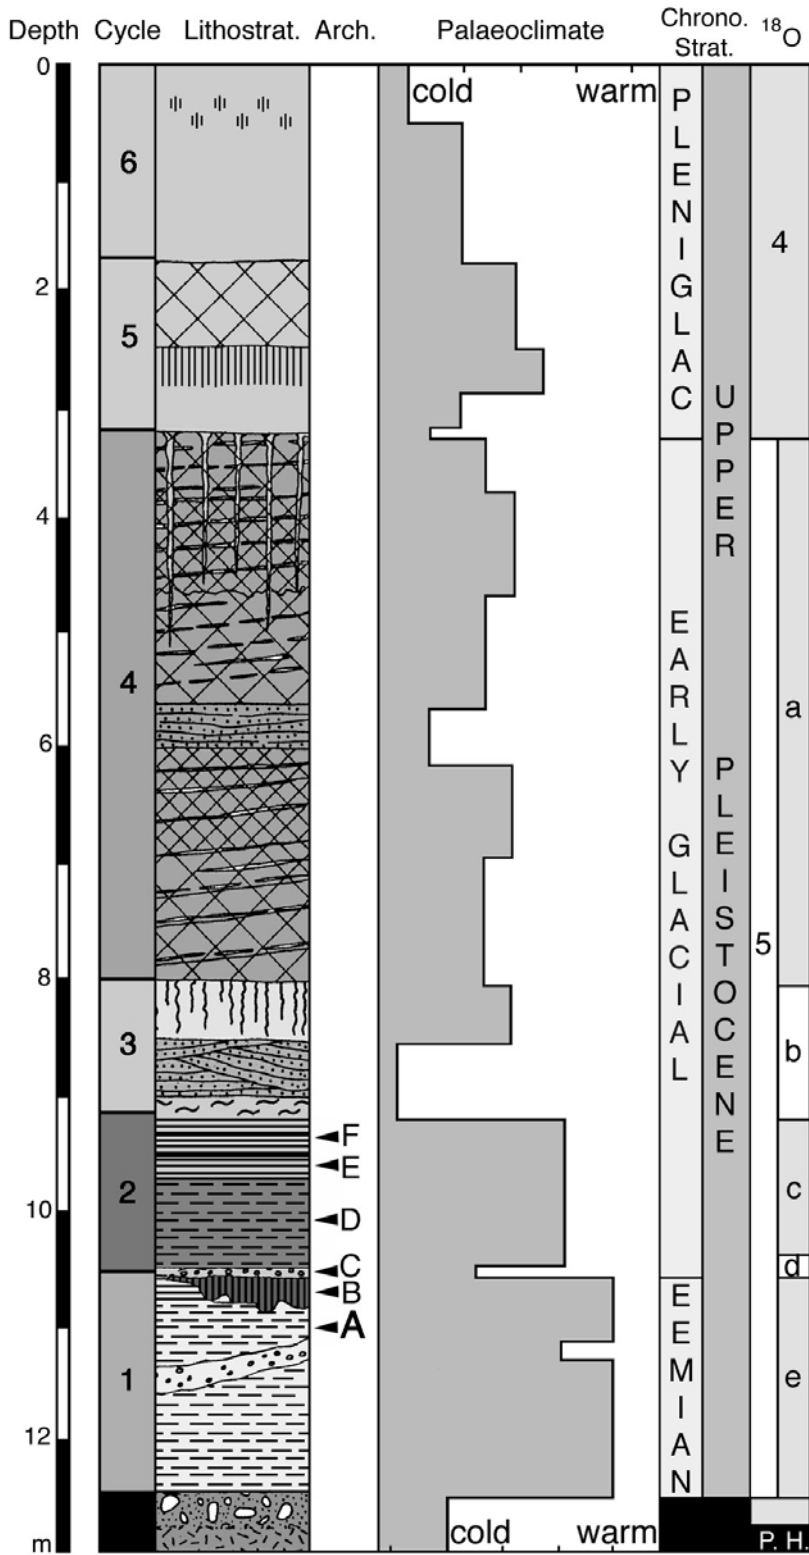 Depth Cycle Lithostrat. Arch. Palaeoclimate Chrono. Strat. 18O
0
cold warm
6
PLENIGLAC
4
2
5
UPPER
4
4
EARLY GLACIAL
a
6
PLEISTOCENE
5
8
3
b
F
E
2
c
10
D
C
d
B
A
EEMIAN
1
e
12
m
cold warm
P. H.